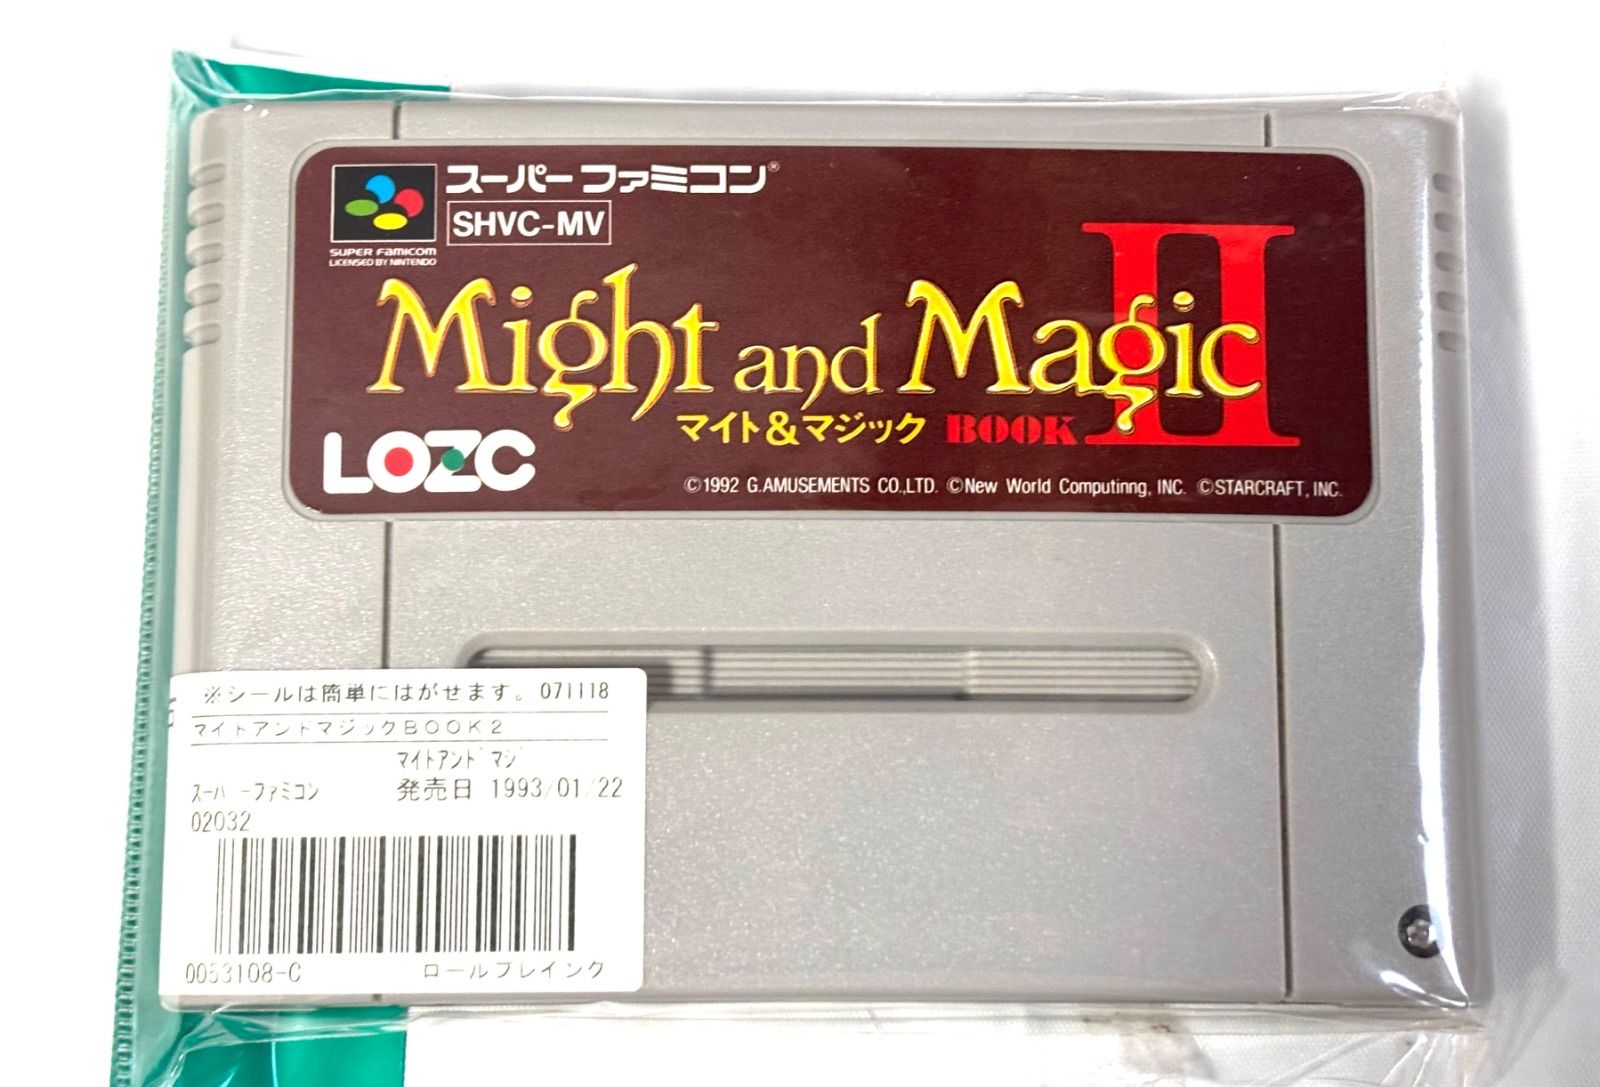 スーパーファミコン®
SHVC-MV
SUPER Famicom
LICENSED BY NINTENDO
II
Might and Magic
マイト&マジック BOOK
LOZC
©1992 G.AMUSEMENTS CO.,LTD. ©New World Computinng, INC. ©STARCRAFT, INC.
※シールは簡単にはがせます。071118
マイトアンドマジックBOOK2
ﾏｲﾄｱﾝﾄﾞﾏｼﾞ
ｽｰﾊﾟｰﾌｧﾐｺﾝ 発売日 1993/01/22
02032
0053108-C ロールプレイング